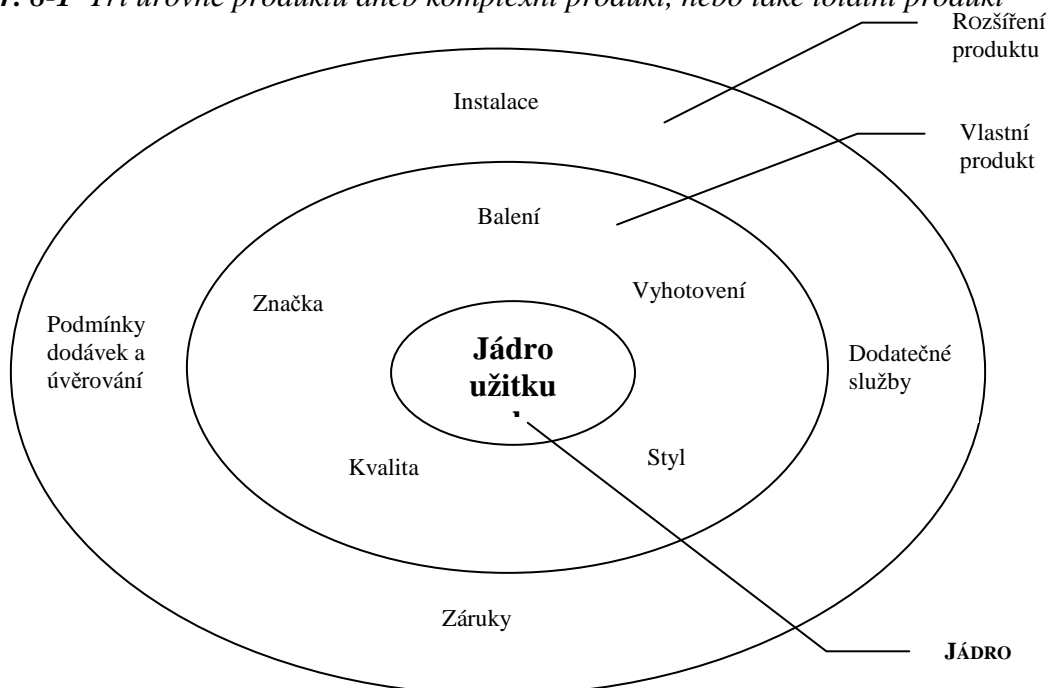 Tři úrovně produktu aneb komplexní produkt, nebo také totální produkt
Rozšíření
produktu
Instalace
Vlastní
produkt
Balení
Vyhotovení
Značka
Podmínky
dodávek a
úvěrování
Jádro
užitku
Dodatečné
služby
Kvalita
Styl
Záruky
JÁDRO